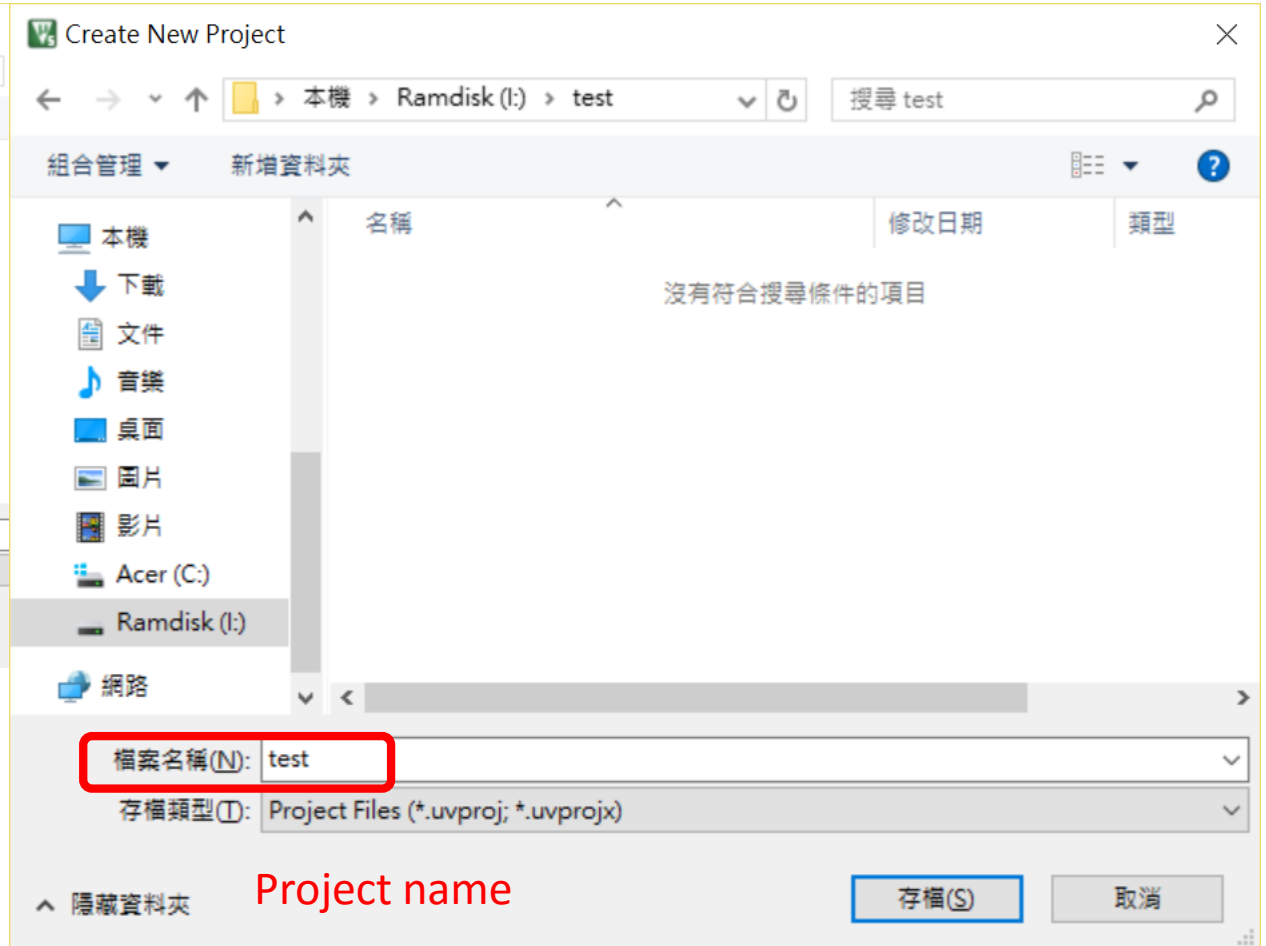 Create New Project
本機 > Ramdisk (I:) > test
搜尋 test
組合管理
新增資料夾
名稱
修改日期
類型
沒有符合搜尋條件的項目
本機
下載
文件
音樂
桌面
圖片
影片
Acer (C:)
Ramdisk (I:)
網路
檔案名稱(N): test
存檔類型(T): Project Files (*.uvproj; *.uvprojx)
隱藏資料夾
Project name
存檔(S)
取消